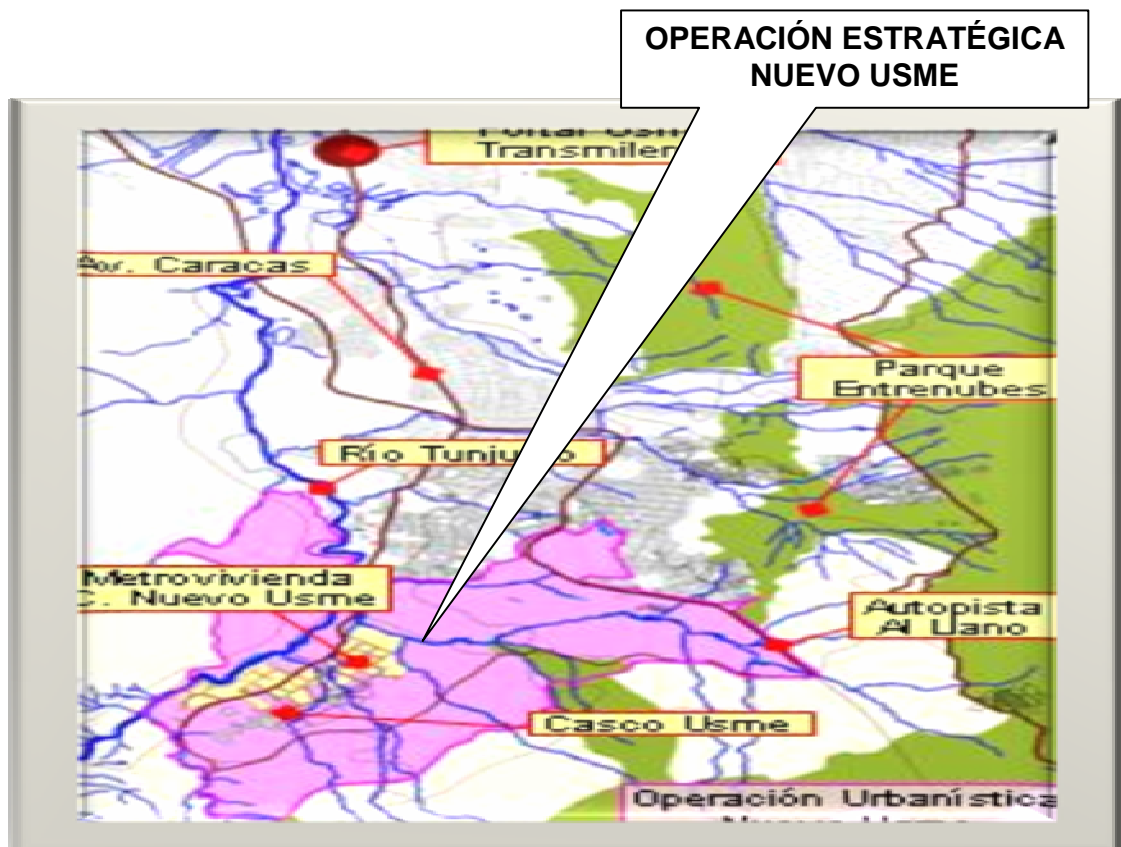 OPERACIÓN ESTRATÉGICA
NUEVO USME
Transmilen
Av. Caracas
Parque
Entrenubes
Río Tunju
Metrovivienda
C. Nuevo Usme
Autopista
Al Llano
Casco Usme
Operación Urbanística